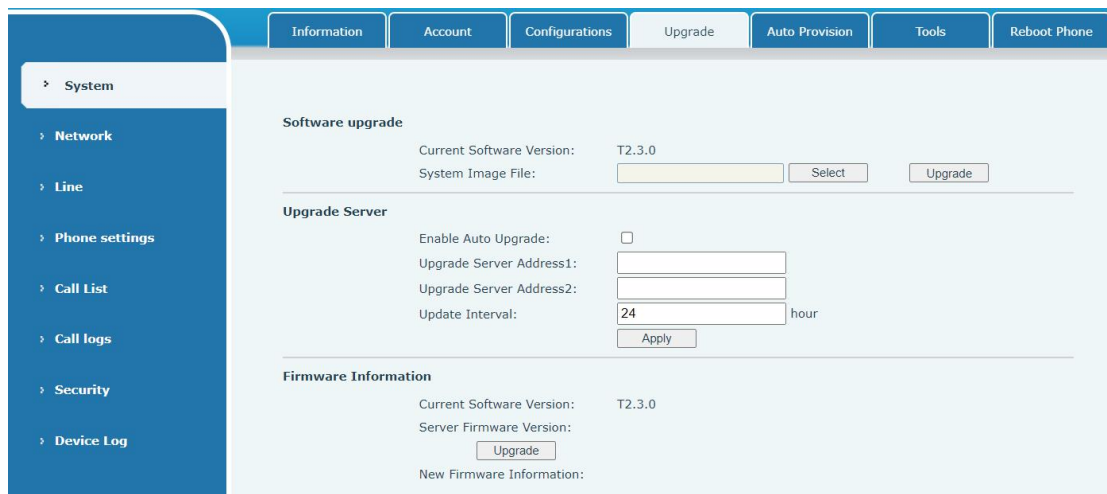 Information Account Configurations Upgrade Auto Provision Tools Reboot Phone
System
Network
Line
Phone settings
Call List
Call logs
Security
Device Log
Software upgrade
Current Software Version: T2.3.0
System Image File: Select Upgrade
Upgrade Server
Enable Auto Upgrade:
Upgrade Server Address1:
Upgrade Server Address2:
Update Interval: 24 hour
Apply
Firmware Information
Current Software Version: T2.3.0
Server Firmware Version:
Upgrade
New Firmware Information: